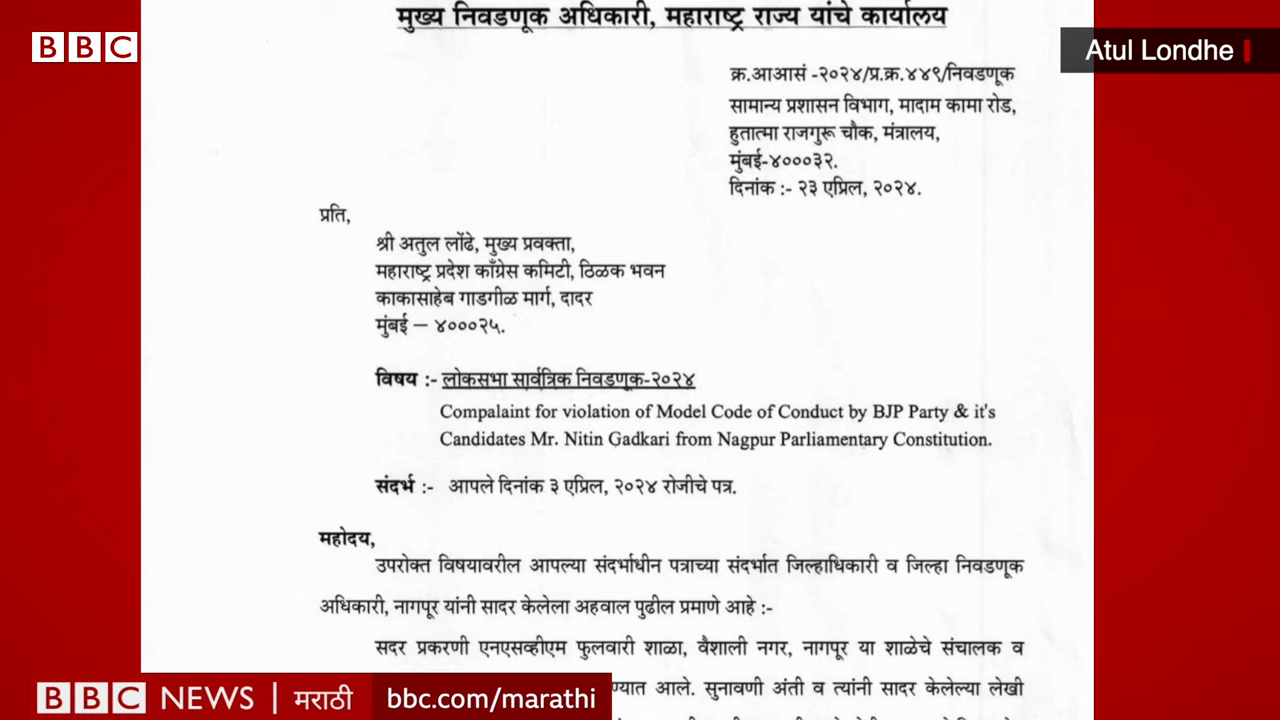 मुख्य निवडणूक अधिकारी, महाराष्ट्र राज्य यांचे कार्यालय
BBC
Atul Londhe
क्र.आआसं -२०२४/प्र.क्र.४४९/निवडणूक
सामान्य प्रशासन विभाग, मादाम कामा रोड,
हुतात्मा राजगुरू चौक, मंत्रालय,
मुंबई-४०००३२.
दिनांक :- २३ एप्रिल, २०२४.
प्रति,
श्री अतुल लोंढे, मुख्य प्रवक्ता,
महाराष्ट्र प्रदेश काँग्रेस कमिटी, ठिळक भवन
काकासाहेब गाडगीळ मार्ग, दादर
मुंबई – ४०००२५.
विषय :- लोकसभा सार्वत्रिक निवडणूक-२०२४
Compalaint for violation of Model Code of Conduct by BJP Party & it's
Candidates Mr. Nitin Gadkari from Nagpur Parliamentary Constitution.
संदर्भ :- आपले दिनांक ३ एप्रिल, २०२४ रोजीचे पत्र.
महोदय,
उपरोक्त विषयावरील आपल्या संदर्भाधीन पत्राच्या संदर्भात जिल्हाधिकारी व जिल्हा निवडणूक
अधिकारी, नागपूर यांनी सादर केलेला अहवाल पुढील प्रमाणे आहे :-
सदर प्रकरणी एनएसव्हीएम फुलवारी शाळा, वैशाली नगर, नागपूर या शाळेचे संचालक व
ण्यात आले. सुनावणी अंती व त्यांनी सादर केलेल्या लेखी
BBC NEWS | मराठी bbc.com/marathi